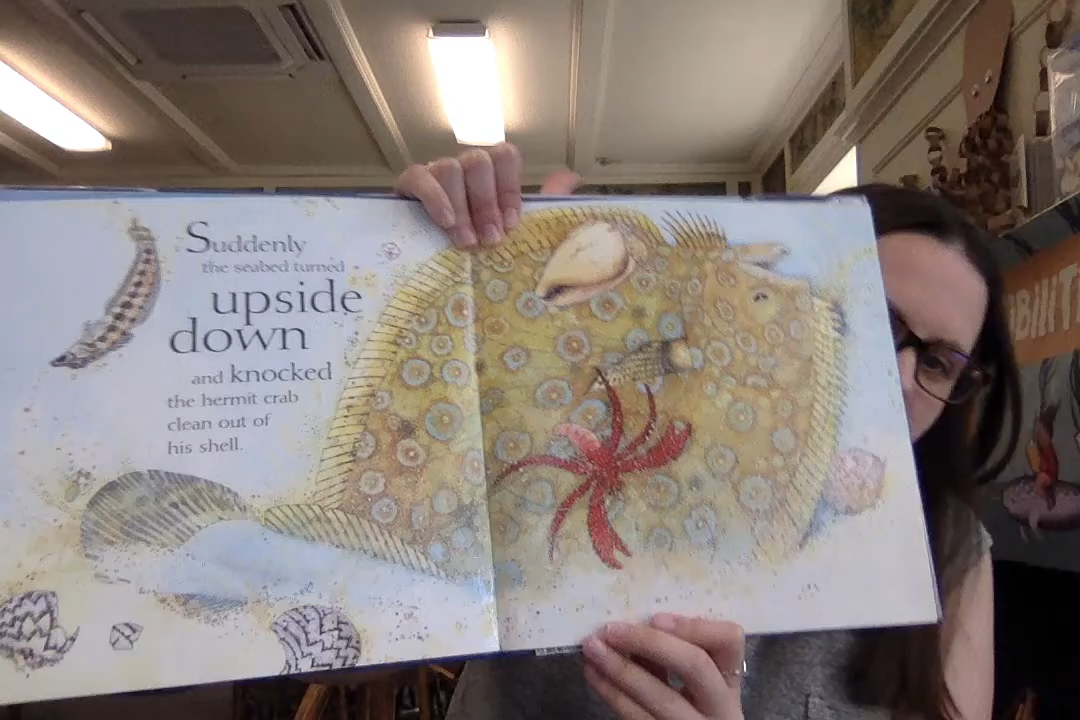 Suddenly
the seabed turned
upside
down
and knocked
the hermit crab
clean out of
his shell.